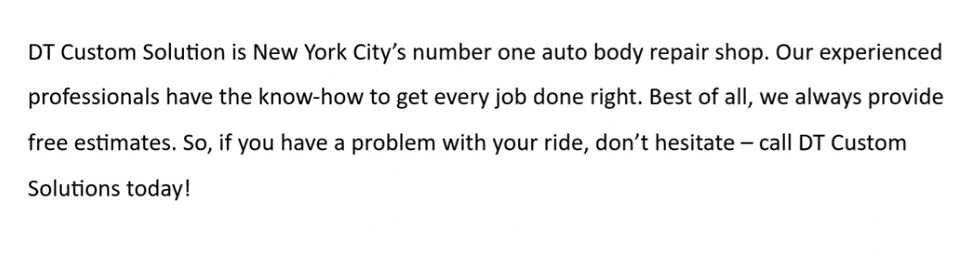 DT Custom Solution is New York City’s number one auto body repair shop. Our experienced
professionals have the know-how to get every job done right. Best of all, we always provide
free estimates. So, if you have a problem with your ride, don’t hesitate – call DT Custom
Solutions today!